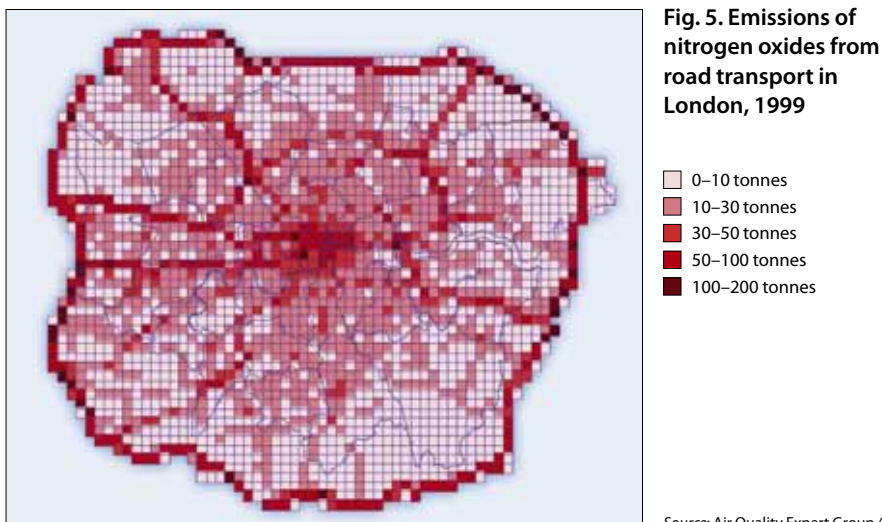 Fig. 5. Emissions of
nitrogen oxides from
road transport in
London, 1999
0–10 tonnes
10–30 tonnes
30–50 tonnes
50–100 tonnes
100–200 tonnes
Source: Air Quality Expert Group